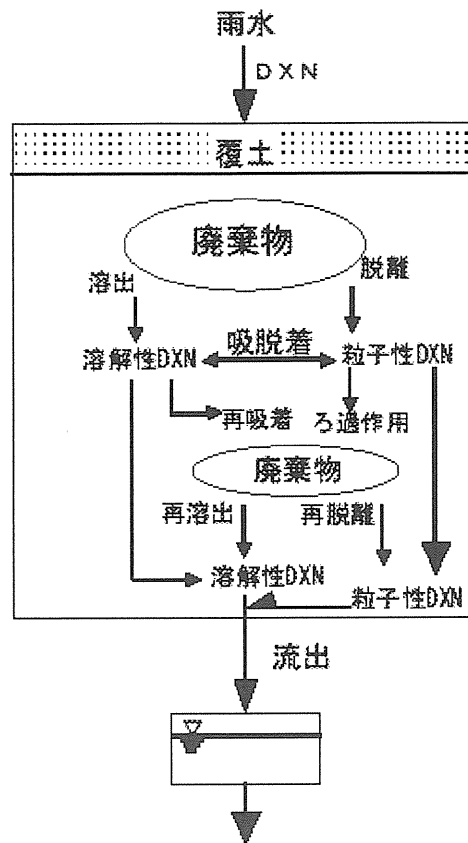 雨水
DXN
覆土
廃棄物
溶出
脱離
吸脱着
溶解性DXN
粒子性DXN
再吸着
ろ過作用
廃棄物
再溶出
再脱離
溶解性DXN
粒子性DXN
流出